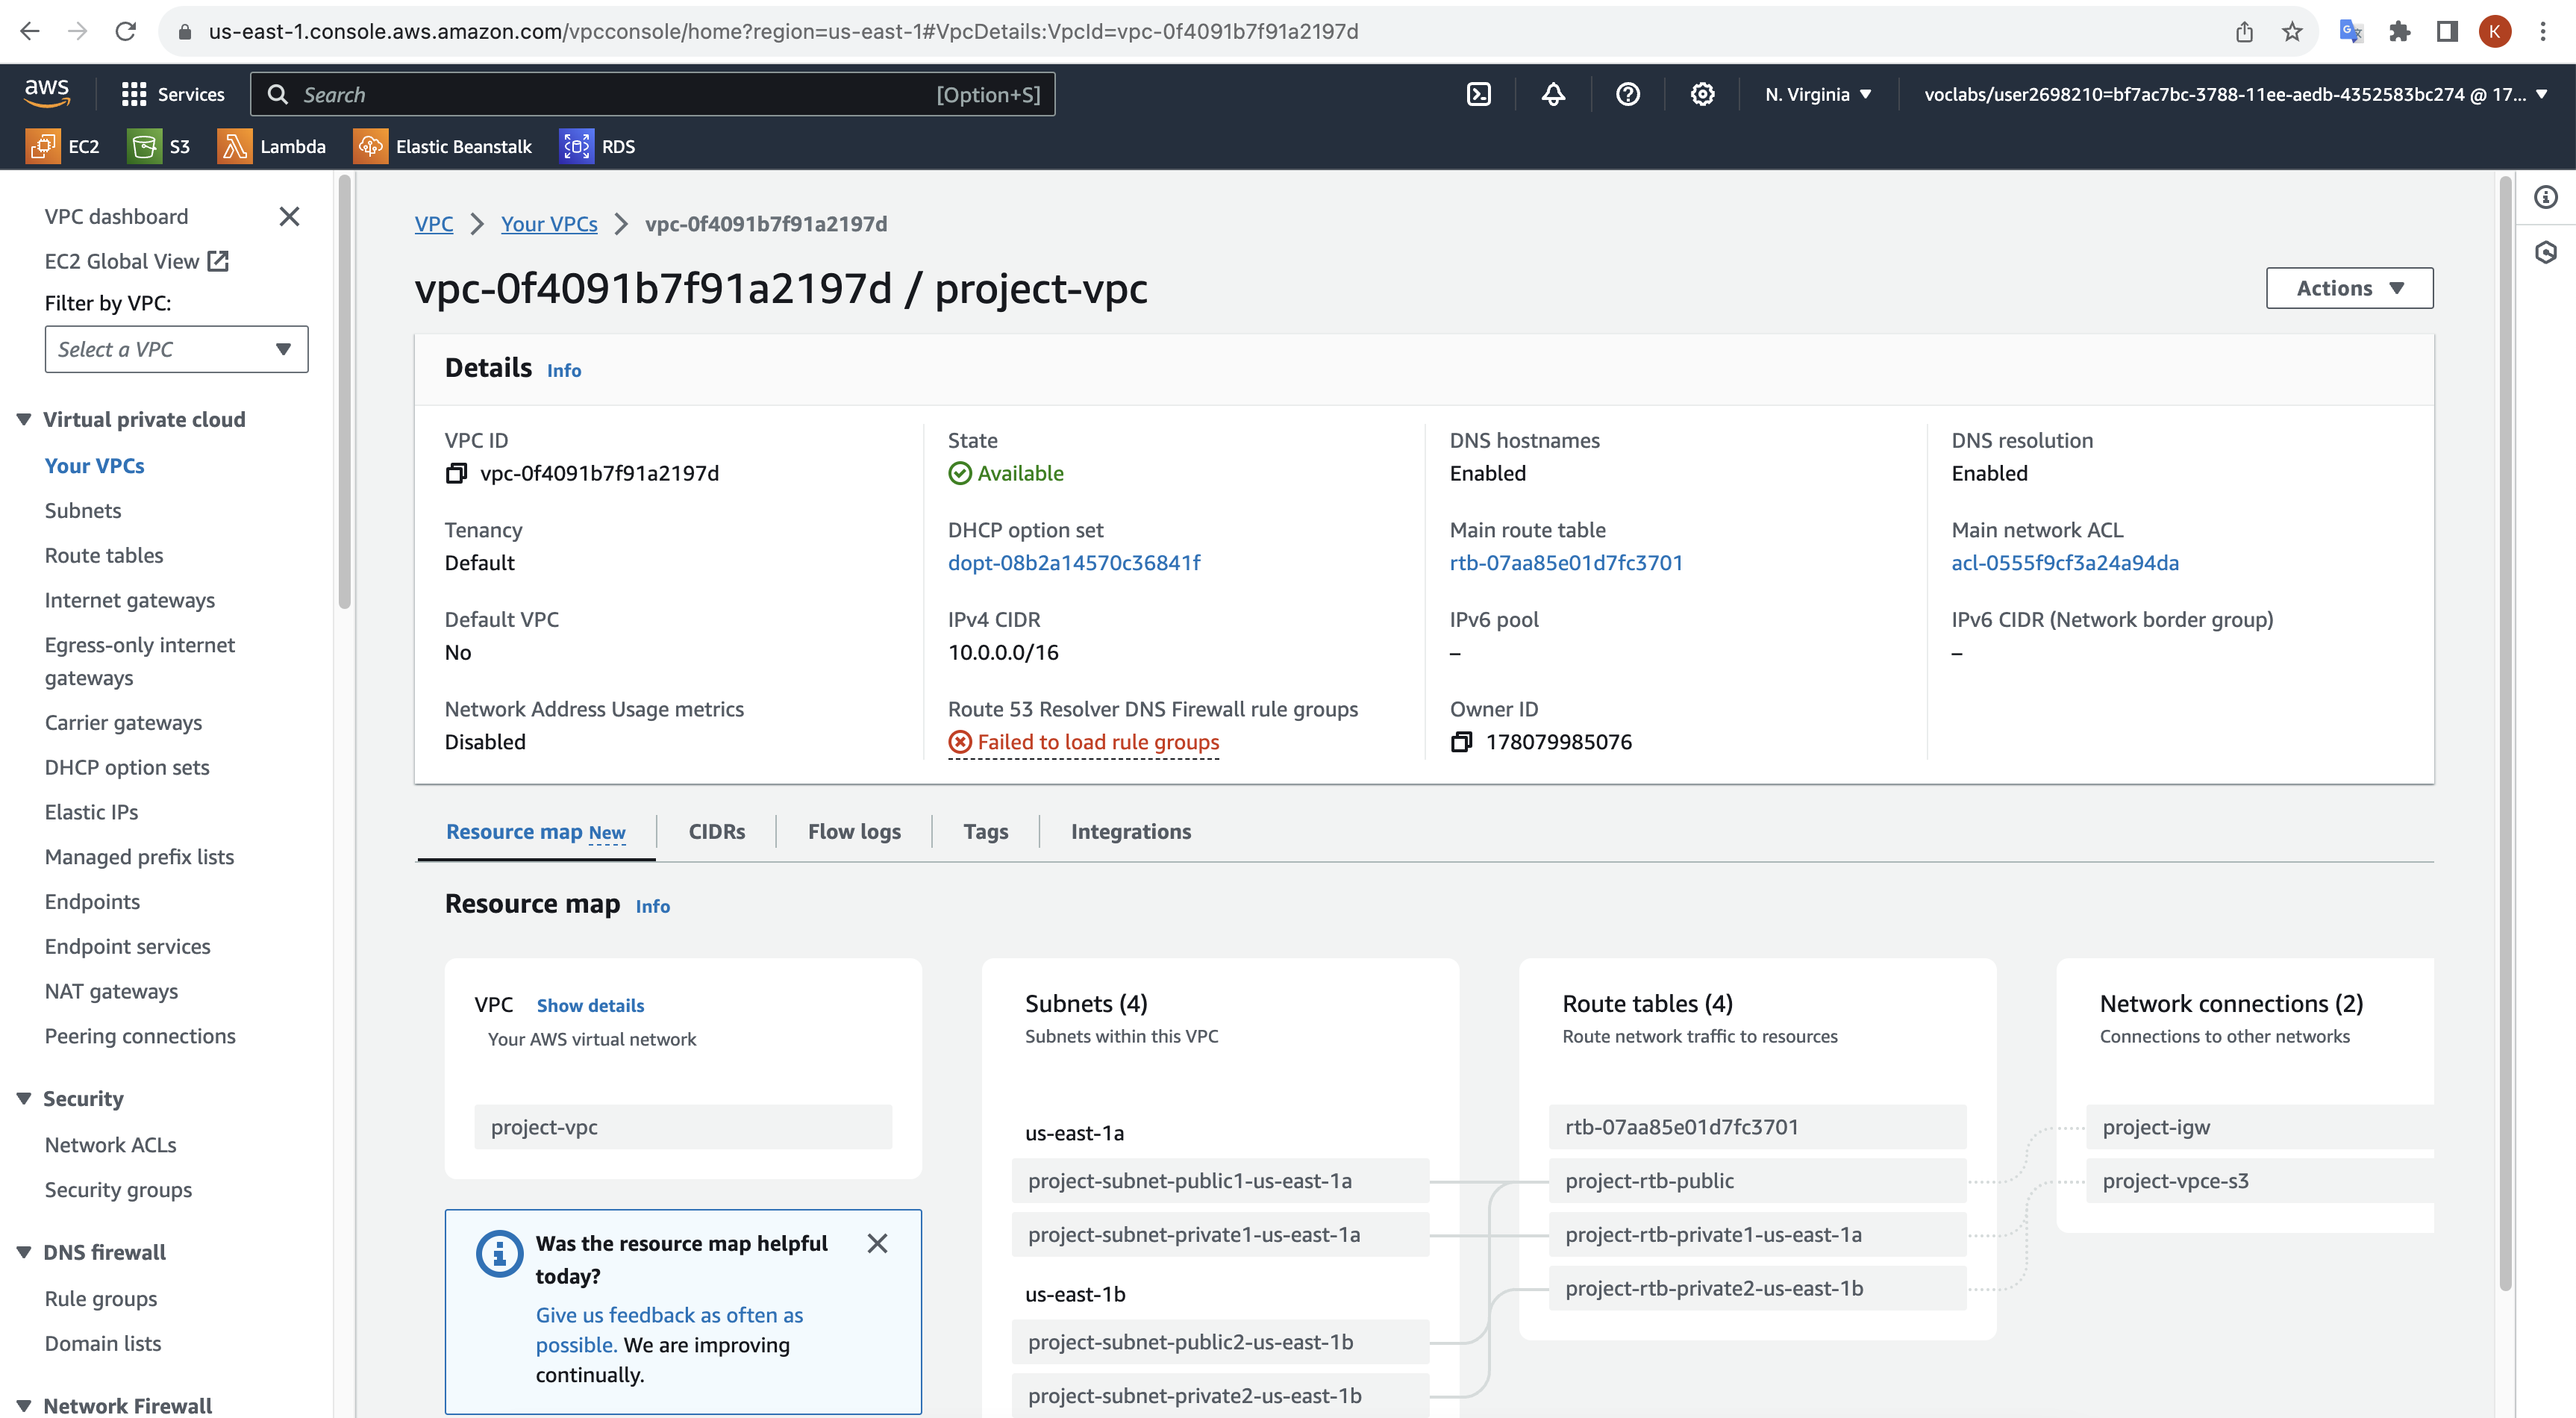 us-east-1.console.aws.amazon.com/vpcconsole/home?region=us-east-1#VpcDetails:VpcId=vpc-0f4091b7f91a2197d
K
aws
Services
Search
[Option+S]
N. Virginia
voclabs/user2698210=bf7ac7bc-3788-11ee-aedb-4352583bc274 @ 17...
EC2
S3
Lambda
Elastic Beanstalk
RDS
VPC dashboard
EC2 Global View
Filter by VPC:
Select a VPC
Virtual private cloud
Your VPCs
Subnets
Route tables
Internet gateways
Egress-only internet
gateways
Carrier gateways
DHCP option sets
Elastic IPs
Managed prefix lists
Endpoints
Endpoint services
NAT gateways
Peering connections
Security
Network ACLs
Security groups
DNS firewall
Rule groups
Domain lists
Network Firewall
VPC
Your VPCs
vpc-0f4091b7f91a2197d
vpc-0f4091b7f91a2197d / project-vpc
Actions
Details
Info
VPC ID
vpc-0f4091b7f91a2197d
State
Available
DNS hostnames
Enabled
DNS resolution
Enabled
Tenancy
Default
DHCP option set
dopt-08b2a14570c36841f
Main route table
rtb-07aa85e01d7fc3701
Main network ACL
acl-0555f9cf3a24a94da
Default VPC
No
IPv4 CIDR
10.0.0.0/16
IPv6 pool
–
IPv6 CIDR (Network border group)
–
Network Address Usage metrics
Disabled
Route 53 Resolver DNS Firewall rule groups
Failed to load rule groups
Owner ID
178079985076
Resource map New
CIDRs
Flow logs
Tags
Integrations
Resource map
Info
VPC
Show details
Your AWS virtual network
project-vpc
Was the resource map helpful
today?
Give us feedback as often as
possible. We are improving
continually.
Subnets (4)
Subnets within this VPC
us-east-1a
project-subnet-public1-us-east-1a
project-subnet-private1-us-east-1a
us-east-1b
project-subnet-public2-us-east-1b
project-subnet-private2-us-east-1b
Route tables (4)
Route network traffic to resources
rtb-07aa85e01d7fc3701
project-rtb-public
project-rtb-private1-us-east-1a
project-rtb-private2-us-east-1b
Network connections (2)
Connections to other networks
project-igw
project-vpce-s3